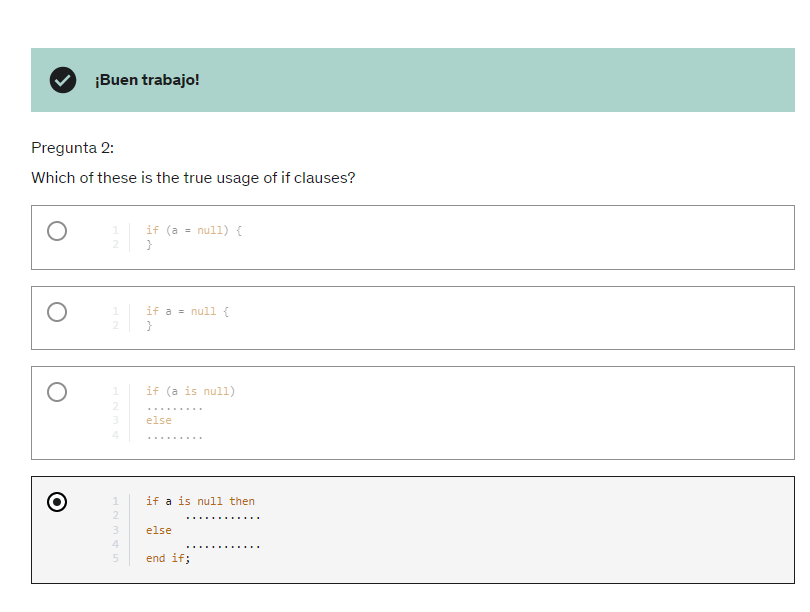 ¡Buen trabajo!
Pregunta 2:
Which of these is the true usage of if clauses?
1 if (a = null) {
2 }
1 if a = null {
2 }
1 if (a is null)
2 .........
3 else
4 .........
1 if a is null then
2 ............
3 else
4 ............
5 end if;